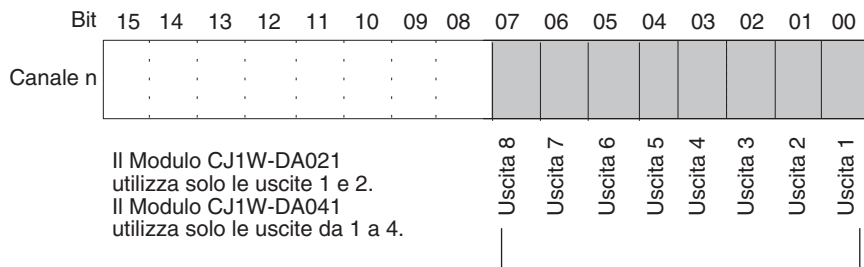 Bit 15 14 13 12 11 10 09 08 07 06 05 04 03 02 01 00
Canale n
Il Modulo CJ1W-DA021
utilizza solo le uscite 1 e 2.
Il Modulo CJ1W-DA041
utilizza solo le uscite da 1 a 4.
Uscita 8
Uscita 7
Uscita 6
Uscita 5
Uscita 4
Uscita 3
Uscita 2
Uscita 1